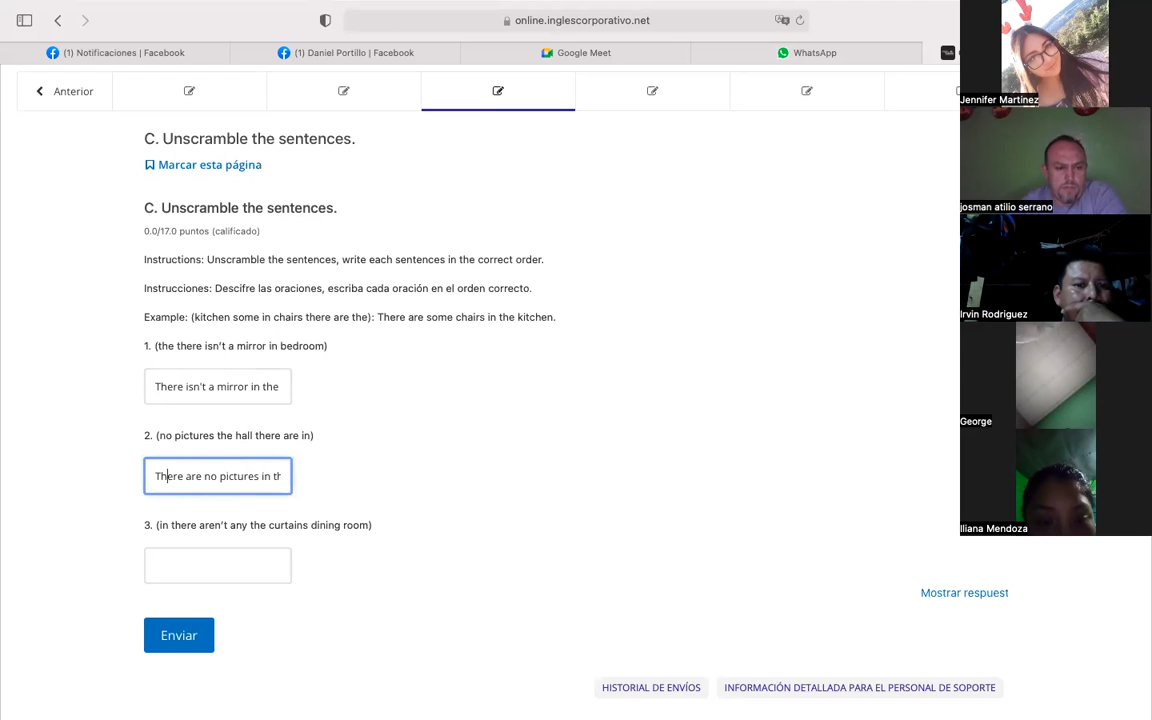 online.inglescorporativo.net
(1) Notificaciones | Facebook
(1) Daniel Portillo | Facebook
Google Meet
WhatsApp
Anterior
C. Unscramble the sentences.
Marcar esta página
C. Unscramble the sentences.
0.0/17.0 puntos (calificado)
Instructions: Unscramble the sentences, write each sentences in the correct order.
Instrucciones: Descifre las oraciones, escriba cada oración en el orden correcto.
Example: (kitchen some in chairs there are the): There are some chairs in the kitchen.
1. (the there isn't a mirror in bedroom)
There isn't a mirror in the
2. (no pictures the hall there are in)
There are no pictures in th
3. (in there aren't any the curtains dining room)
Mostrar respuest
Enviar
HISTORIAL DE ENVÍOS
INFORMACIÓN DETALLADA PARA EL PERSONAL DE SOPORTE
Jennifer Martinez
josman atilio serrano
Irvin Rodriguez
George
Iliana Mendoza